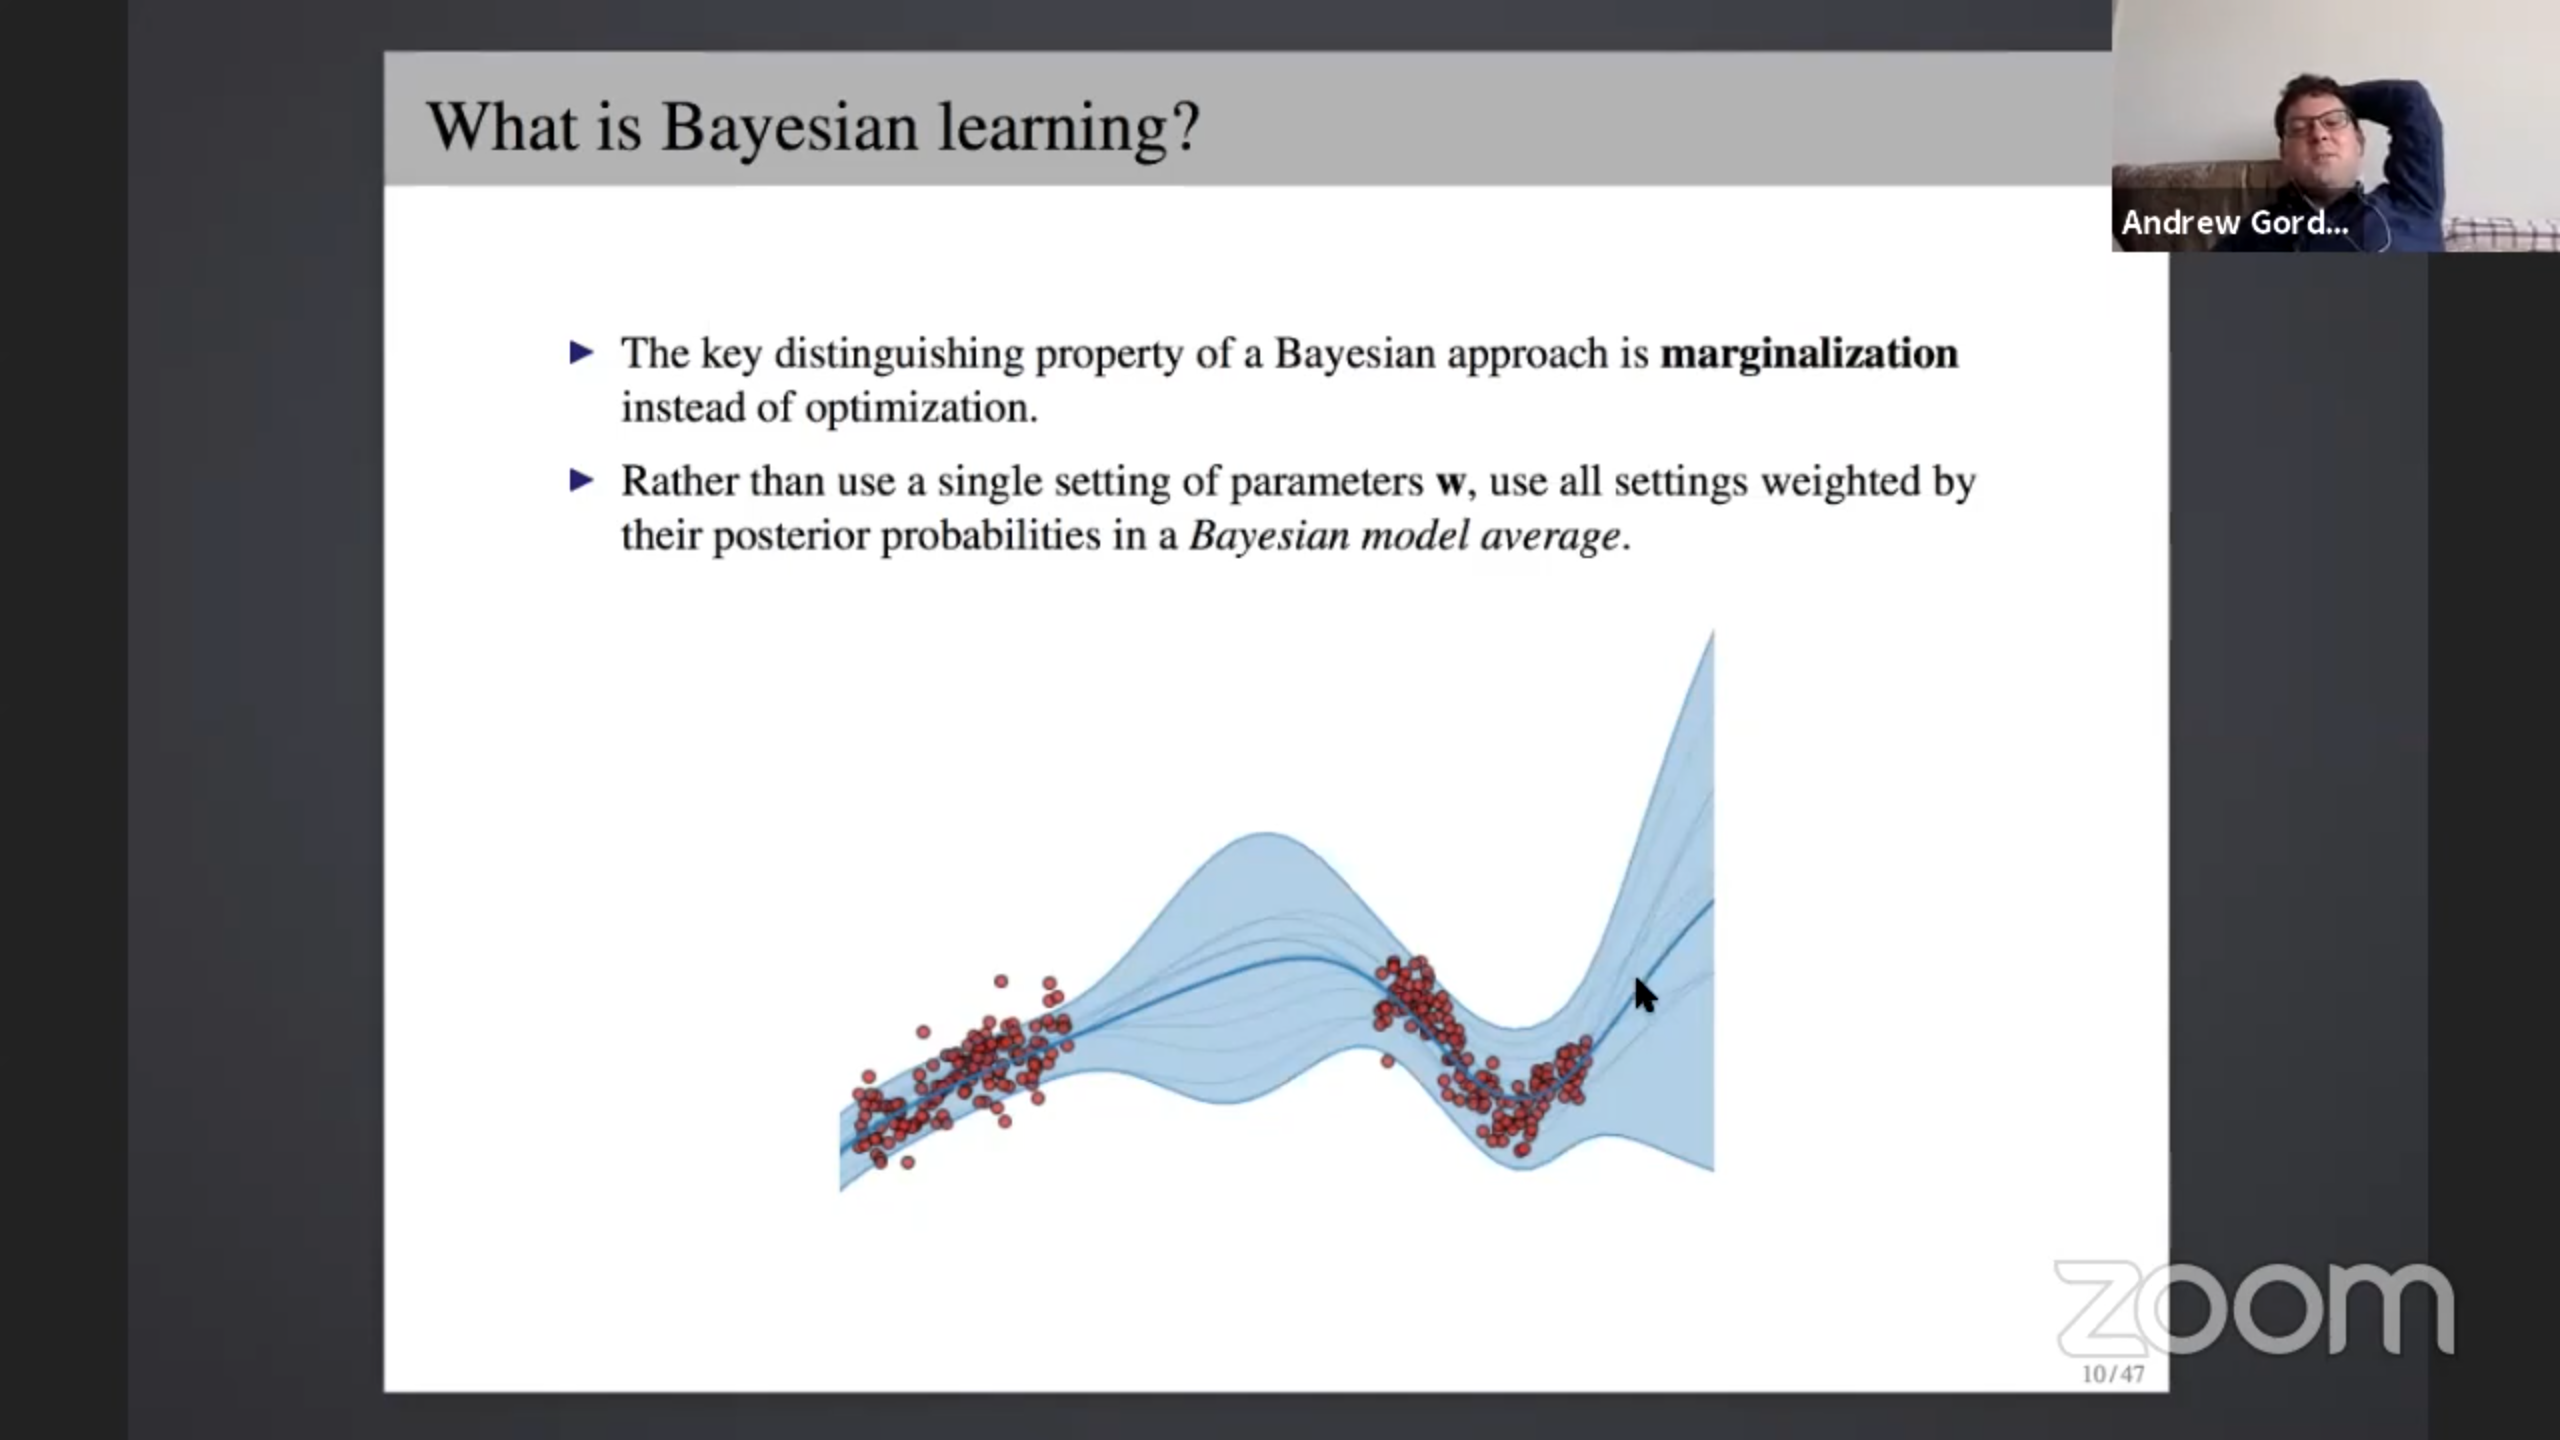 What is Bayesian learning?
Andrew Gord...
▶ The key distinguishing property of a Bayesian approach is marginalization
instead of optimization.
▶ Rather than use a single setting of parameters w, use all settings weighted by
their posterior probabilities in a Bayesian model average.
zoom
10/47